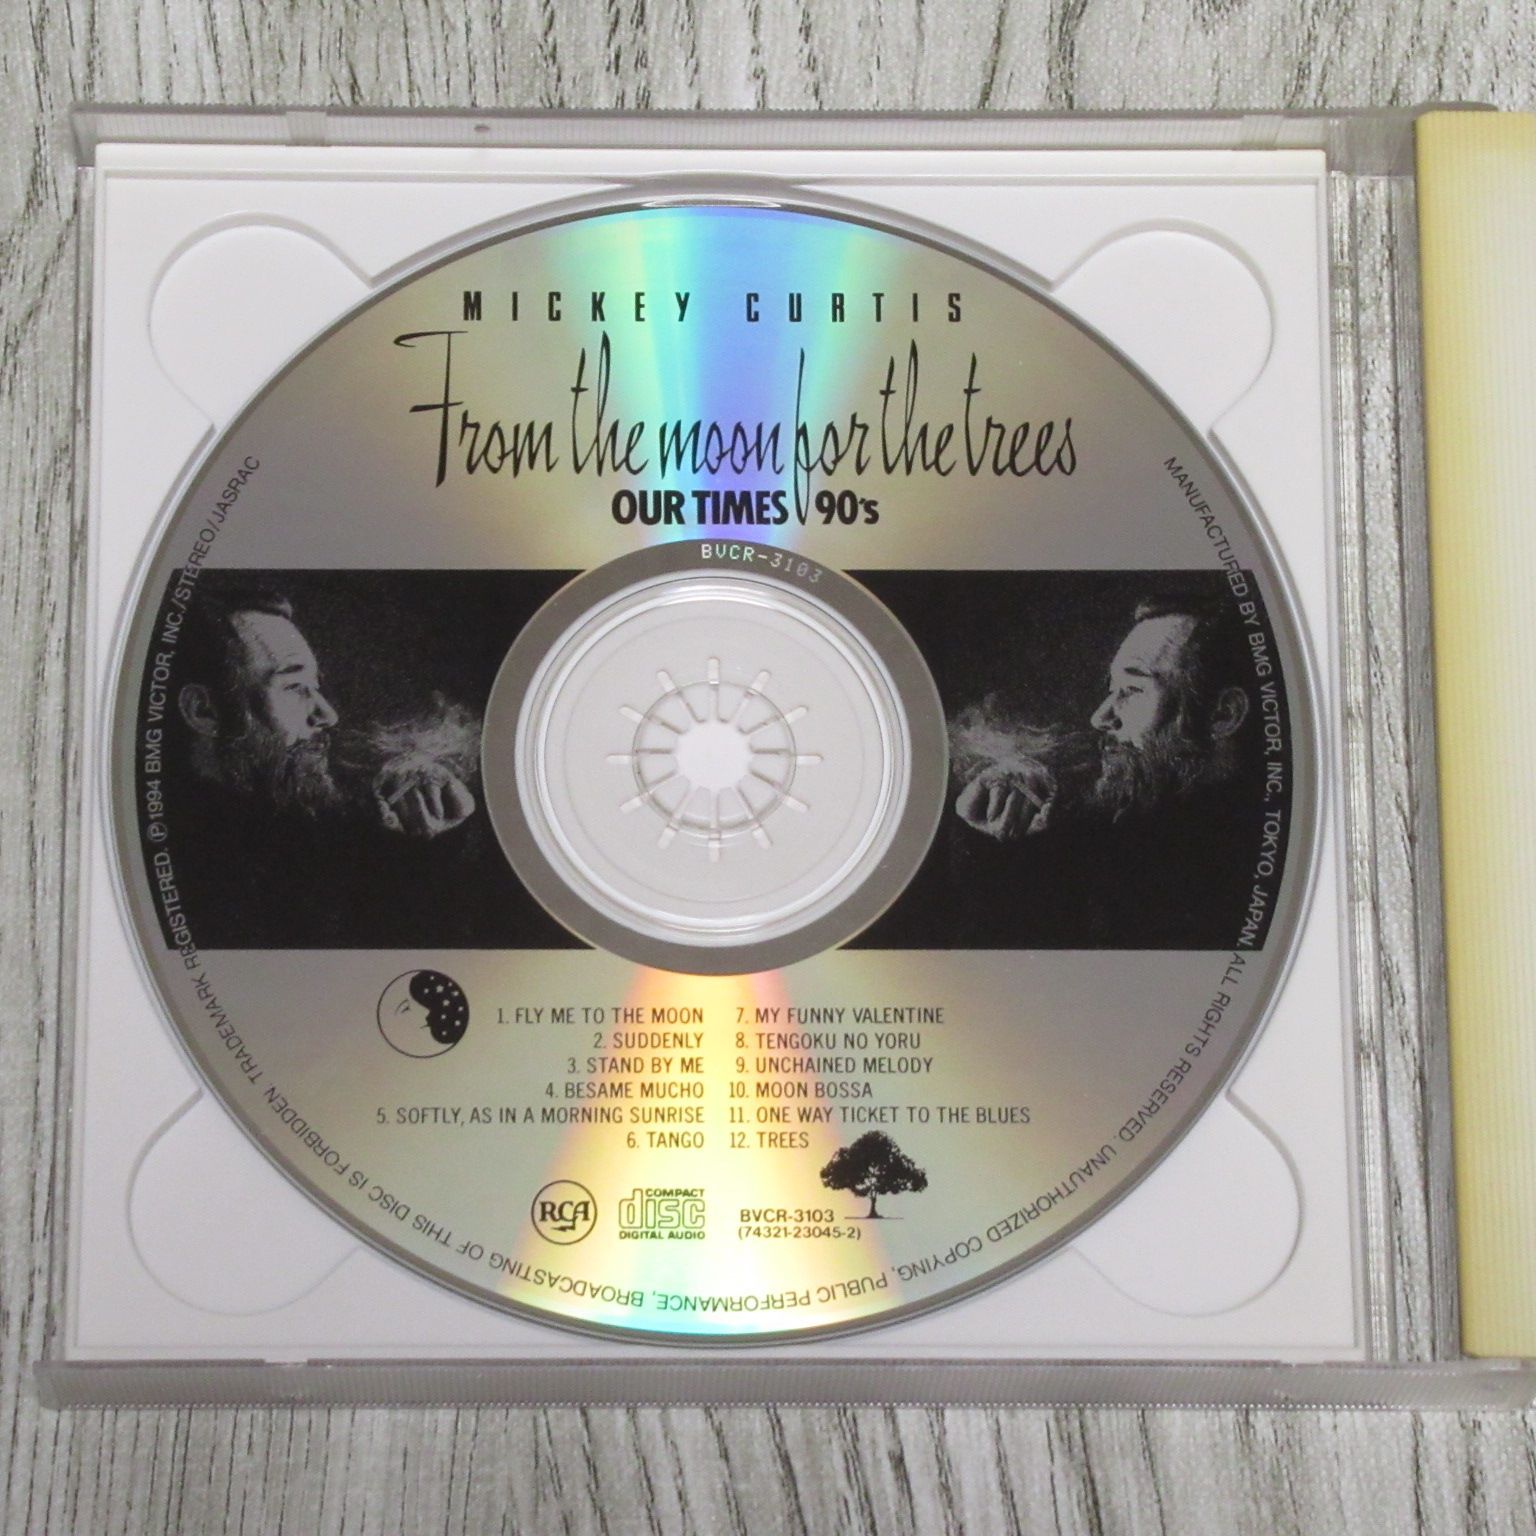 MICKEY CURTIS
From the moon for the trees
OUR TIMES 90's
BVCR-3103
1. FLY ME TO THE MOON
2. SUDDENLY
3. STAND BY ME
4. BESAME MUCHO
5. SOFTLY, AS IN A MORNING SUNRISE
6. TANGO
7. MY FUNNY VALENTINE
8. TENGOKU NO YORU
9. UNCHAINED MELODY
10. MOON BOSSA
11. ONE WAY TICKET TO THE BLUES
12. TREES
RCA
COMPACT
disc
DIGITAL AUDIO
BVCR-3103
(74321-23045-2)
MANUFACTURED BY BMG VICTOR, INC., TOKYO, JAPAN. ALL RIGHTS RESERVED. UNAUTHORIZED COPYING, PUBLIC PERFORMANCE, BROADCASTING OF THIS DISC IS FORBIDDEN. TRADEMARK REGISTERED. Ⓟ1994 BMG VICTOR, INC./STEREO/JASRAC